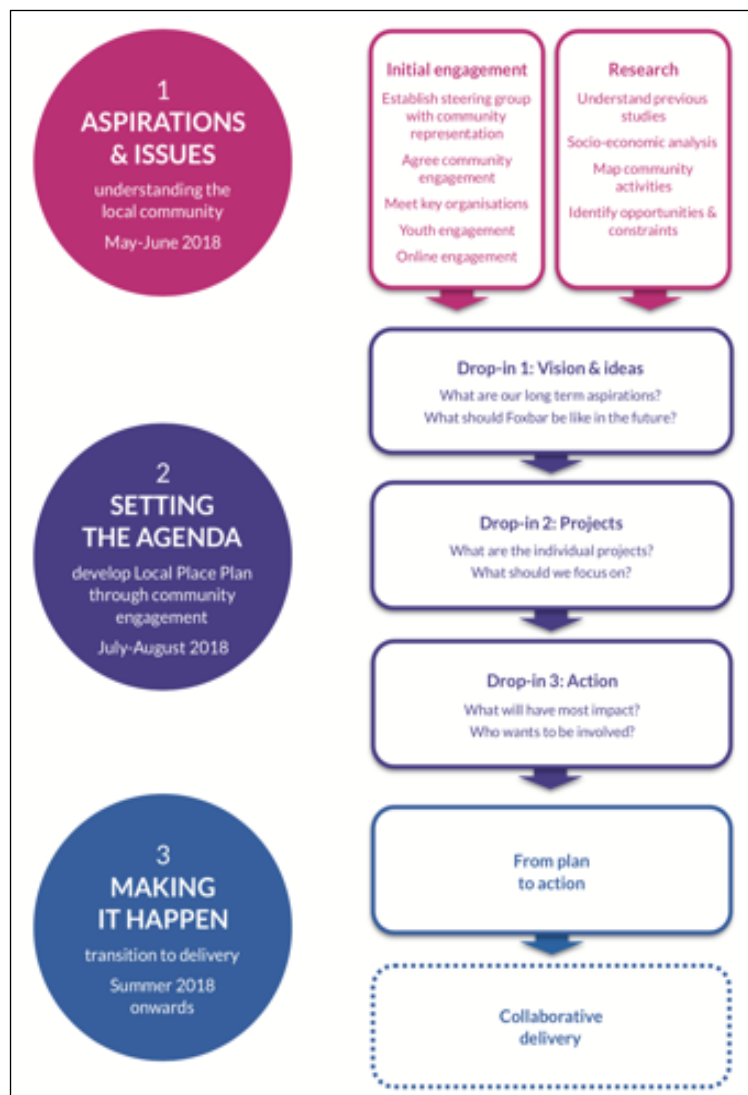 1
ASPIRATIONS
& ISSUES
understanding the
local community
May-June 2018
Initial engagement
Establish steering group
with community
representation
Agree community
engagement
Meet key organisations
Youth engagement
Online engagement
Research
Understand previous
studies
Socio-economic analysis
Map community
activities
Identify opportunities &
constraints
2
SETTING
THE AGENDA
develop Local Place Plan
through community
engagement
July-August 2018
Drop-in 1: Vision & ideas
What are our long term aspirations?
What should Foxbar be like in the future?
Drop-in 2: Projects
What are the individual projects?
What should we focus on?
Drop-in 3: Action
What will have most impact?
Who wants to be involved?
3
MAKING
IT HAPPEN
transition to delivery
Summer 2018
onwards
From plan
to action
Collaborative
delivery